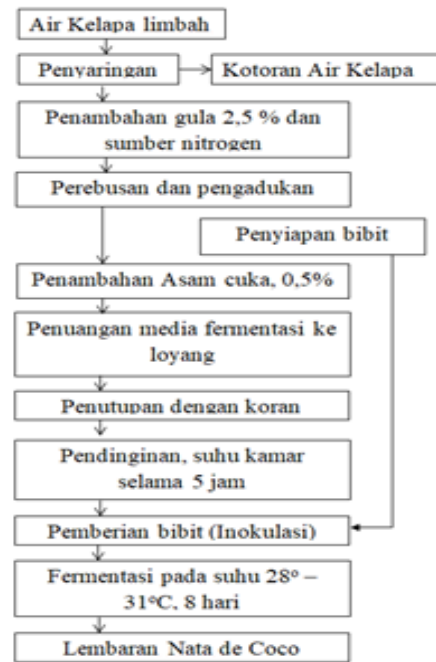 Air Kelapa limbah
Penyaringan
Kotoran Air Kelapa
Penambahan gula 2,5 % dan
sumber nitrogen
Perebusan dan pengadukan
Penyiapan bibit
Penambahan Asam cuka, 0,5%
Penuangan media fermentasi ke
loyang
Penutupan dengan koran
Pendinginan, suhu kamar
selama 5 jam
Pemberian bibit (Inokulasi)
Fermentasi pada suhu 28° –
31°C, 8 hari
Lembaran Nata de Coco